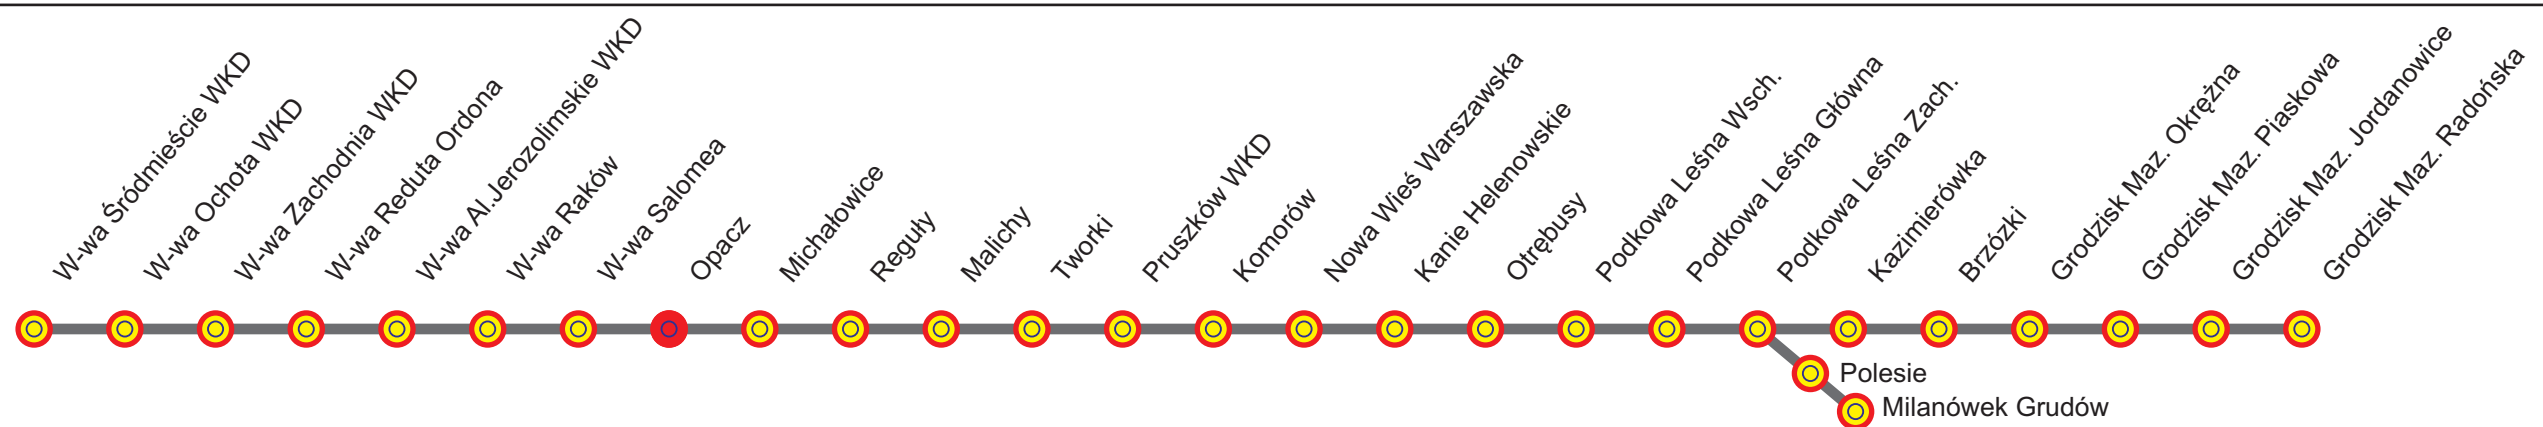 W-wa Śródmieście WKD
W-wa Ochota WKD
W-wa Zachodnia WKD
W-wa Reduta Ordona
W-wa Al.Jerozolimskie WKD
W-wa Raków
W-wa Salomea
Opacz
Michałowice
Reguły
Malichy
Tworki
Pruszków WKD
Komorów
Nowa Wieś Warszawska
Kanie Helenowskie
Otrębusy
Podkowa Leśna Wsch.
Podkowa Leśna Główna
Podkowa Leśna Zach.
Kazimierówka
Brzózki
Grodzisk Maz. Okrężna
Grodzisk Maz. Piaskowa
Grodzisk Maz. Jordanowice
Grodzisk Maz. Radońska
Polesie
Milanówek Grudów